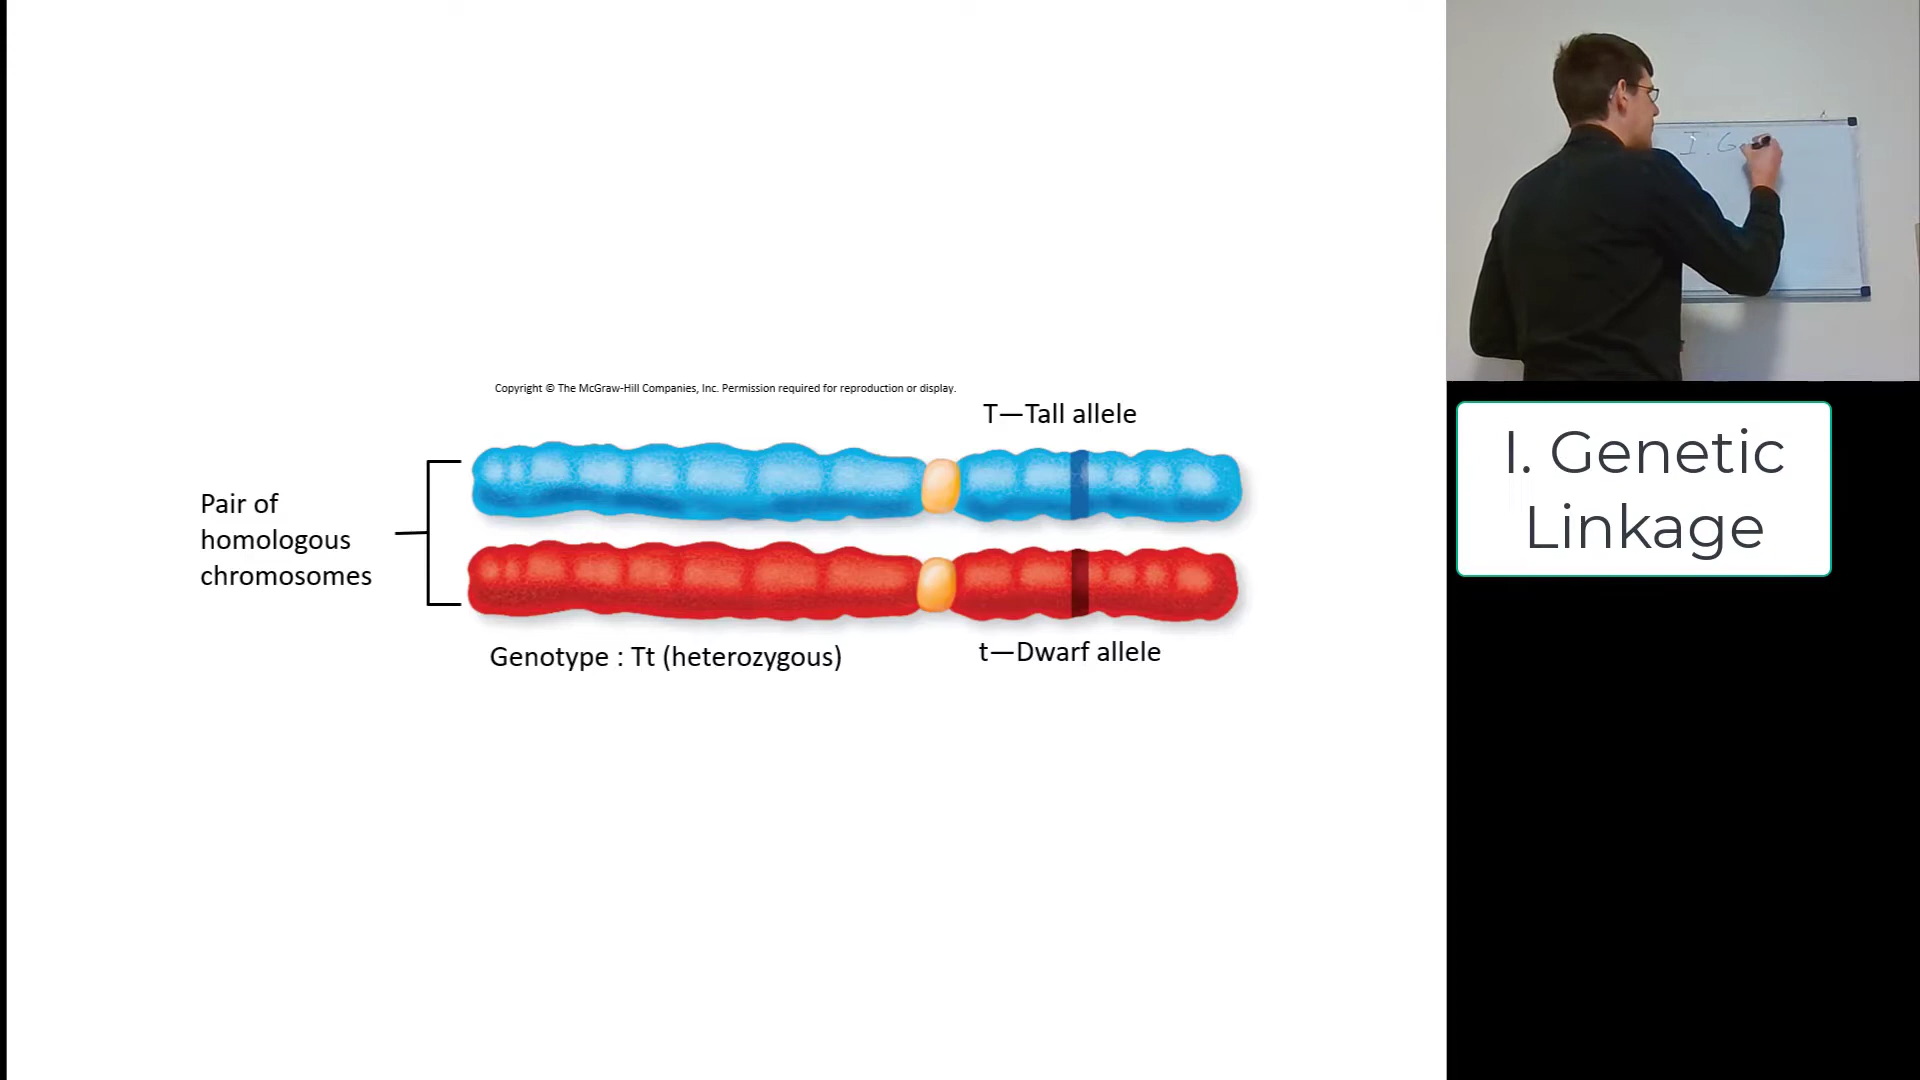 Copyright © The McGraw-Hill Companies, Inc. Permission required for reproduction or display.
T—Tall allele
Pair of
homologous
chromosomes
Genotype : Tt (heterozygous)
t—Dwarf allele
I. G
I. Genetic
Linkage